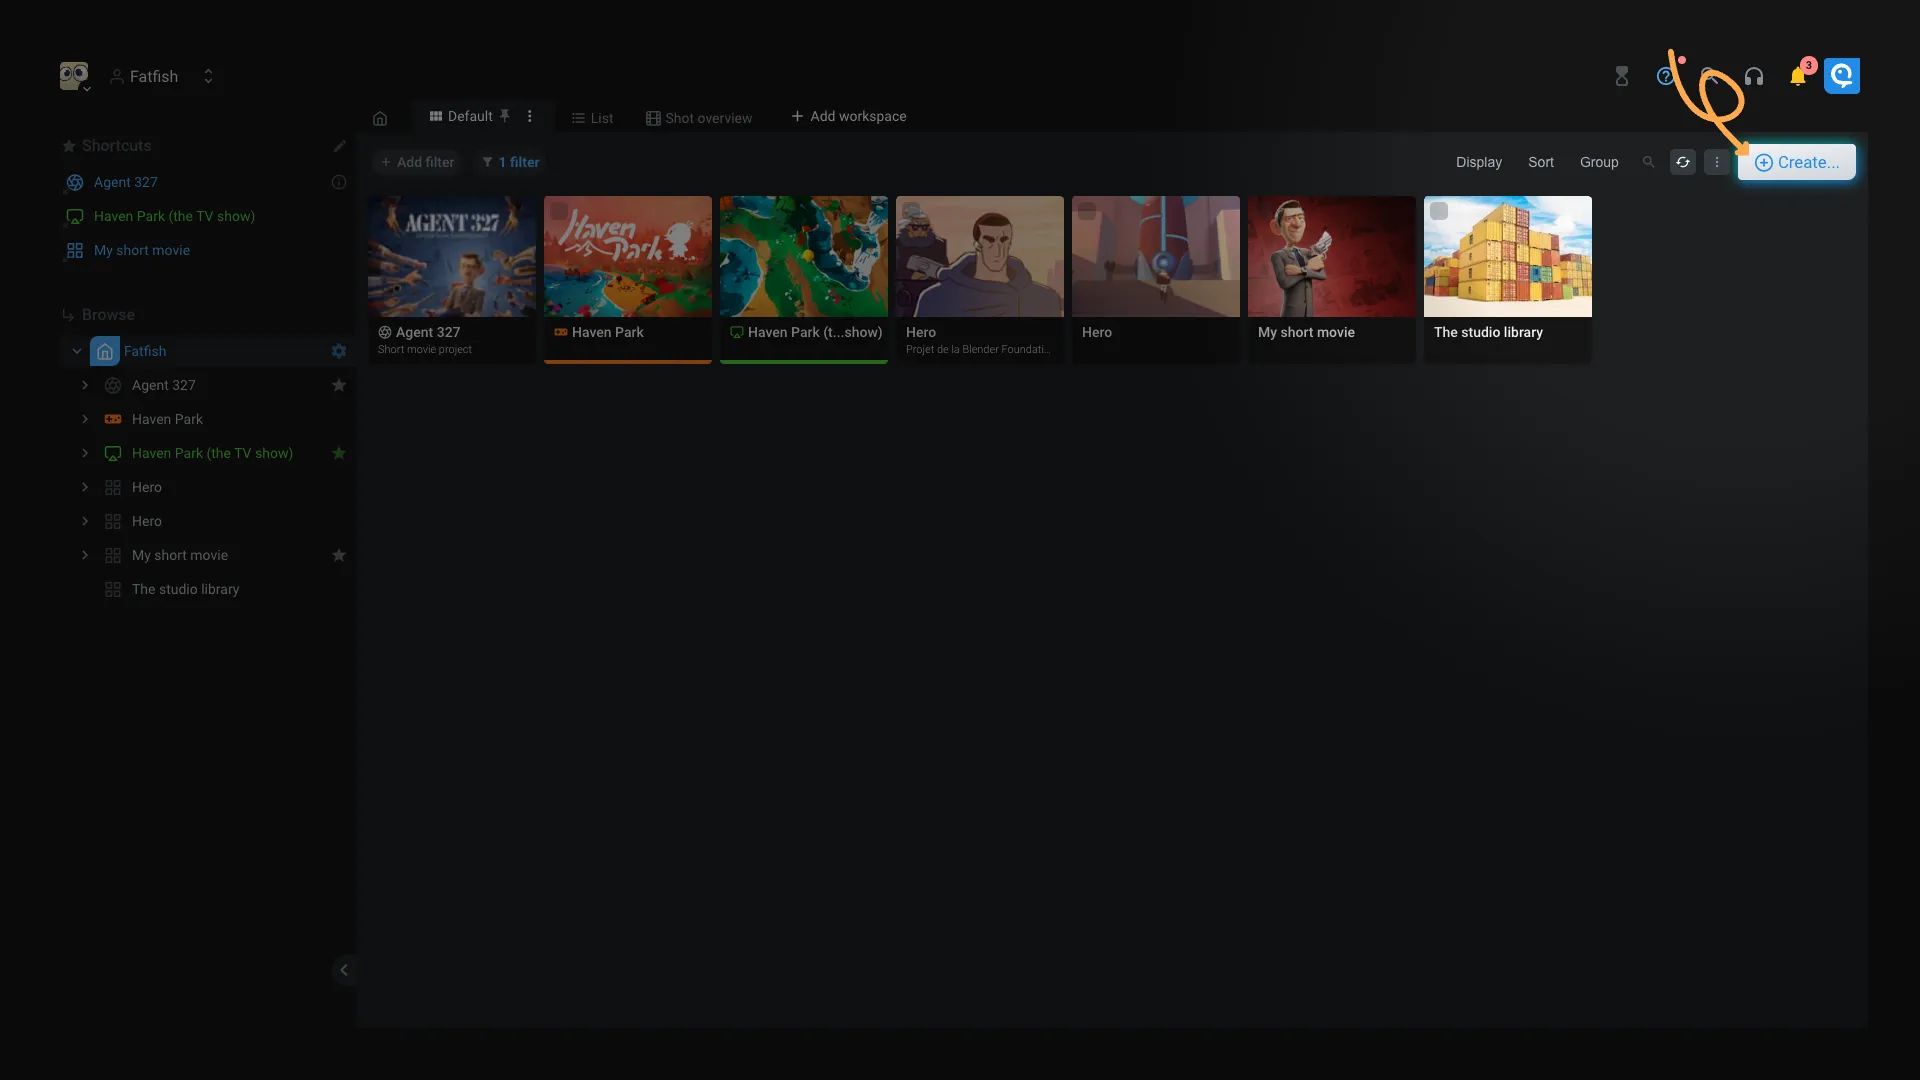 Fatfish
3
Default
List
Shot overview
Add workspace
Shortcuts
Add filter
1 filter
Display
Sort
Group
Create...
Agent 327
Haven Park (the TV show)
My short movie
AGENT 327
Haven Park
Agent 327
Short movie project
Haven Park
Haven Park (t...show)
Hero
Projet de la Blender Foundati...
Hero
My short movie
The studio library
Browse
Fatfish
Agent 327
Haven Park
Haven Park (the TV show)
Hero
Hero
My short movie
The studio library